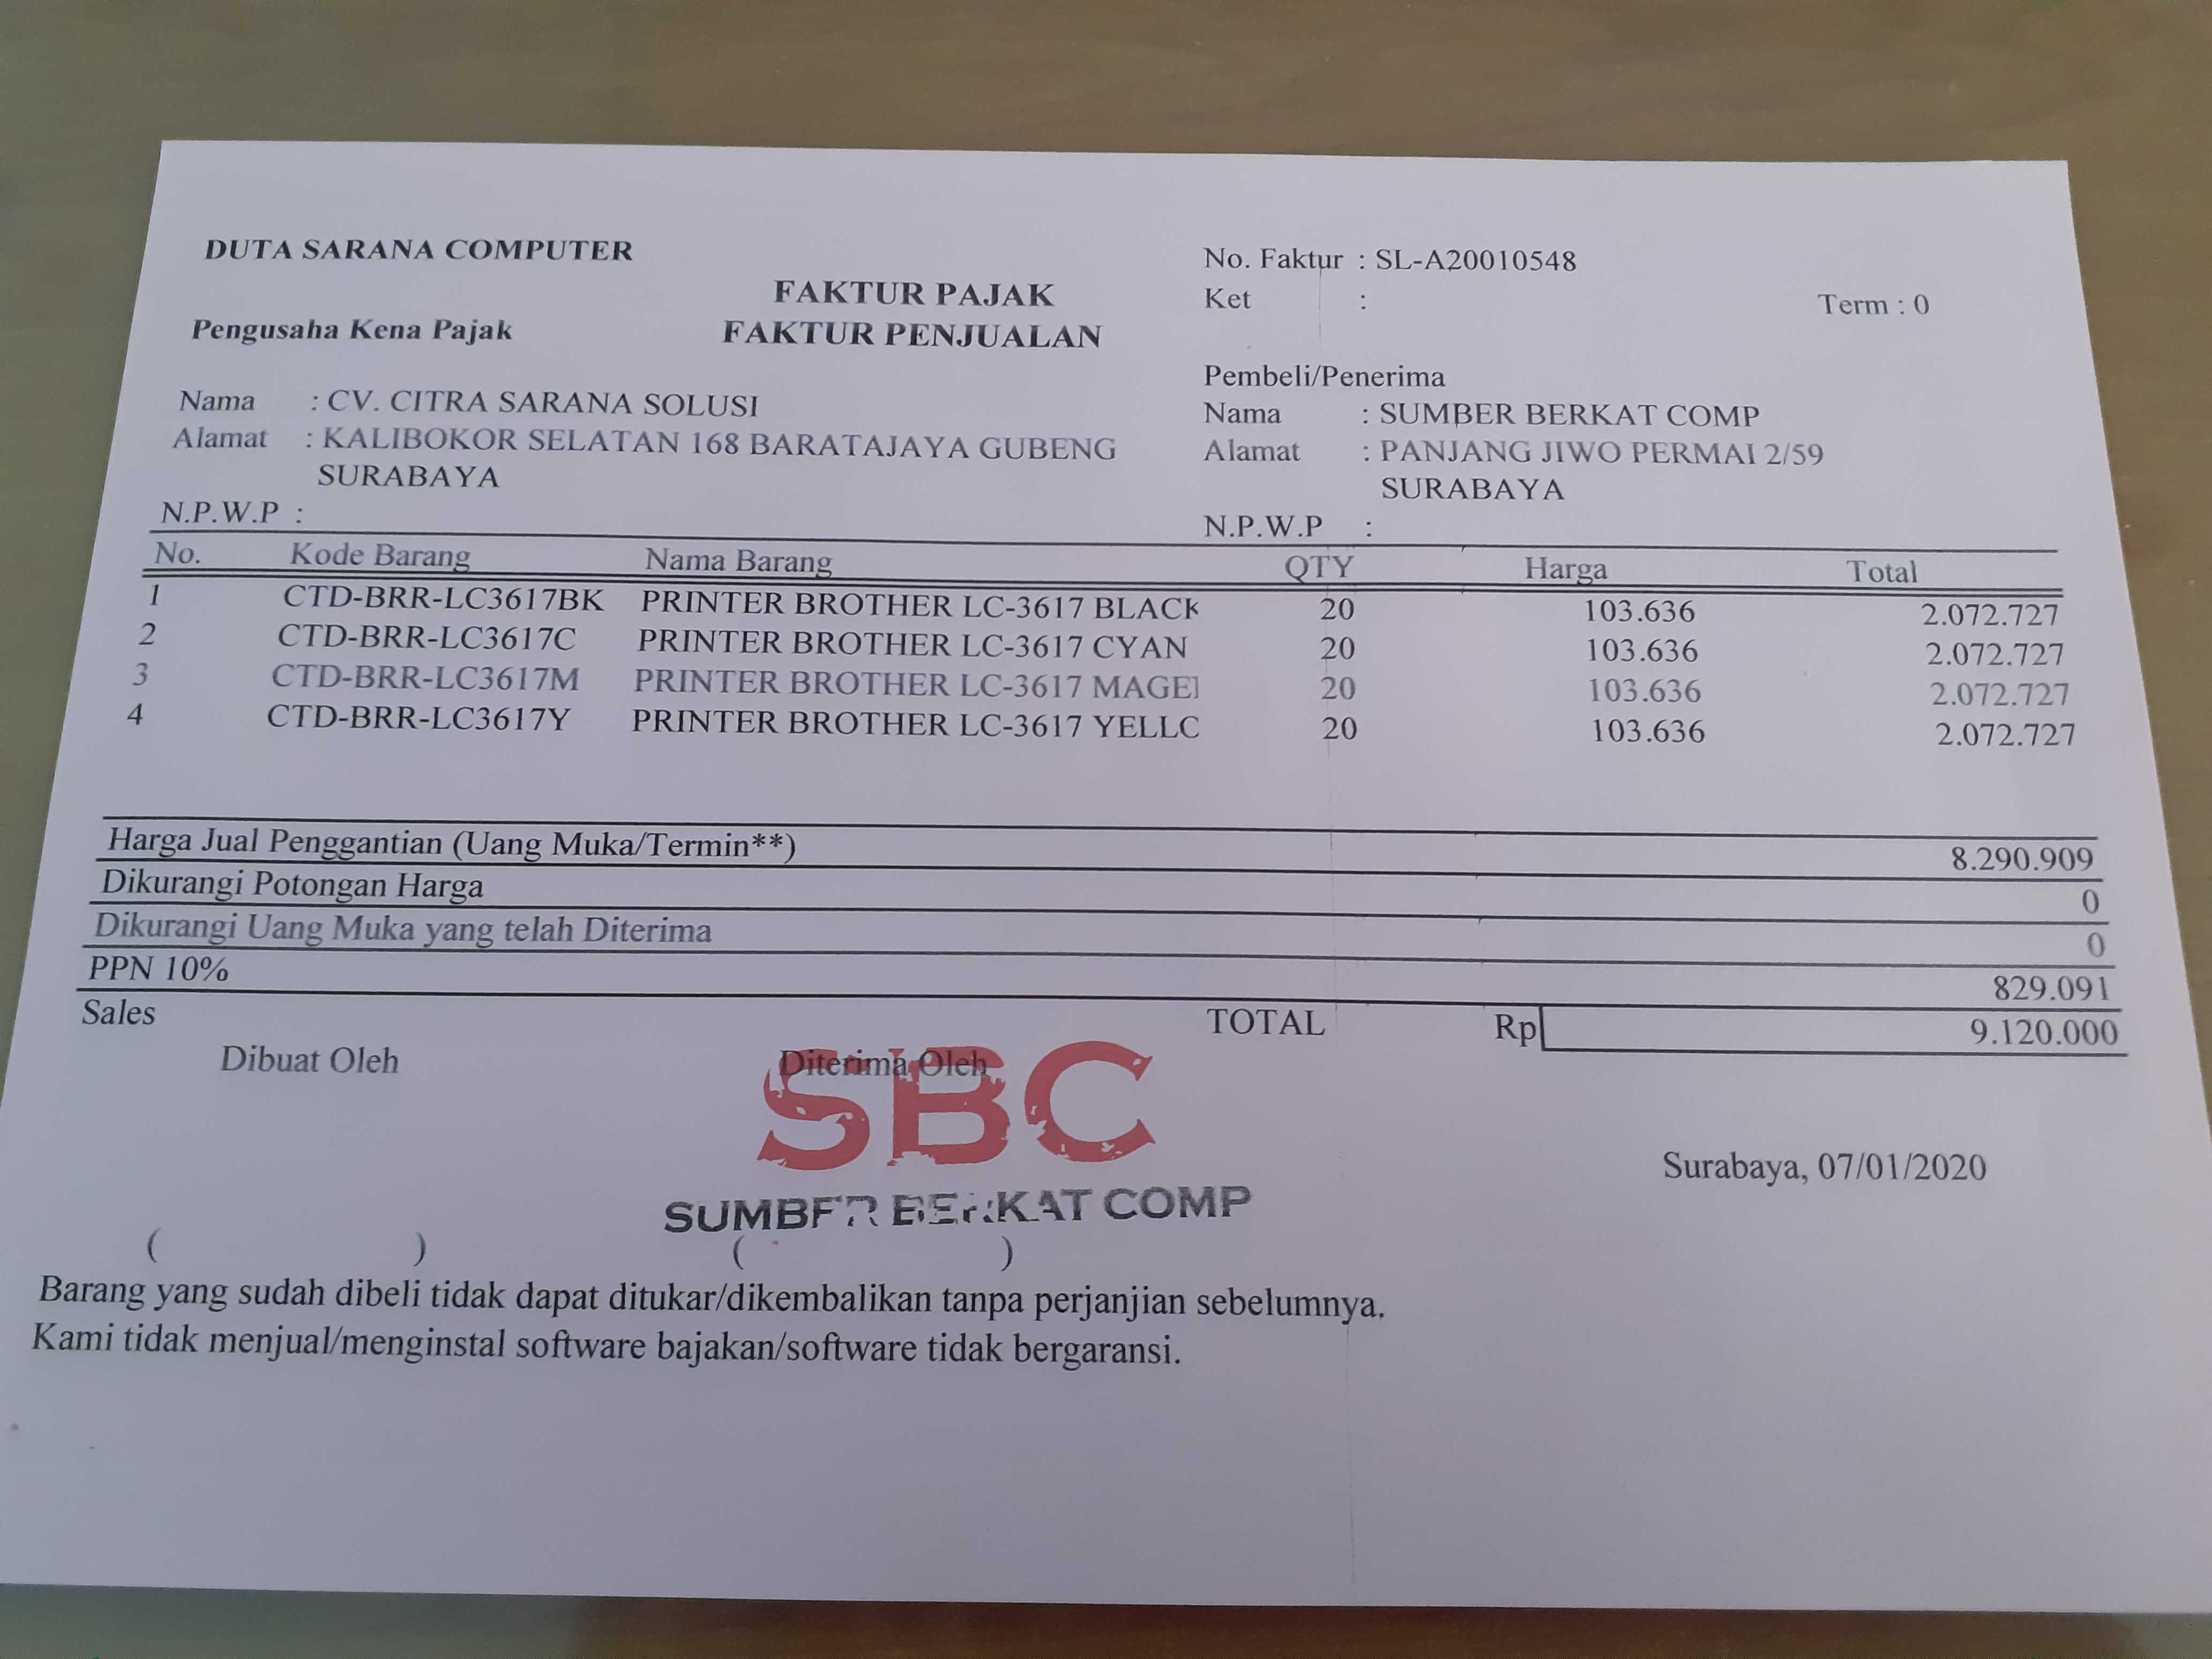 DUTA SARANA COMPUTER
FAKTUR PAJAK
Pengusaha Kena Pajak
FAKTUR PENJUALAN
Nama : CV. CITRA SARANA SOLUSI
Alamat : KALIBOKOR SELATAN 168 BARATAJAYA GUBENG
SURABAYA
N.P.W.P :
No. Faktur : SL-A20010548
Ket :
Term : 0
Pembeli/Penerima
Nama : SUMBER BERKAT COMP
Alamat : PANJANG JIWO PERMAI 2/59
SURABAYA
N.P.W.P :
No. Kode Barang Nama Barang QTY Harga Total
1 CTD-BRR-LC3617BK PRINTER BROTHER LC-3617 BLACK 20 103.636 2.072.727
2 CTD-BRR-LC3617C PRINTER BROTHER LC-3617 CYAN 20 103.636 2.072.727
3 CTD-BRR-LC3617M PRINTER BROTHER LC-3617 MAGE 20 103.636 2.072.727
4 CTD-BRR-LC3617Y PRINTER BROTHER LC-3617 YELLO 20 103.636 2.072.727
Harga Jual Penggantian (Uang Muka/Termin**) 8.290.909
Dikurangi Potongan Harga 0
Dikurangi Uang Muka yang telah Diterima 0
PPN 10% 829.091
Sales TOTAL Rp 9.120.000
Dibuat Oleh Diterima Oleh
SBC
Surabaya, 07/01/2020
SUMBER BERKAT COMP
( ) ( )
Barang yang sudah dibeli tidak dapat ditukar/dikembalikan tanpa perjanjian sebelumnya.
Kami tidak menjual/menginstal software bajakan/software tidak bergaransi.